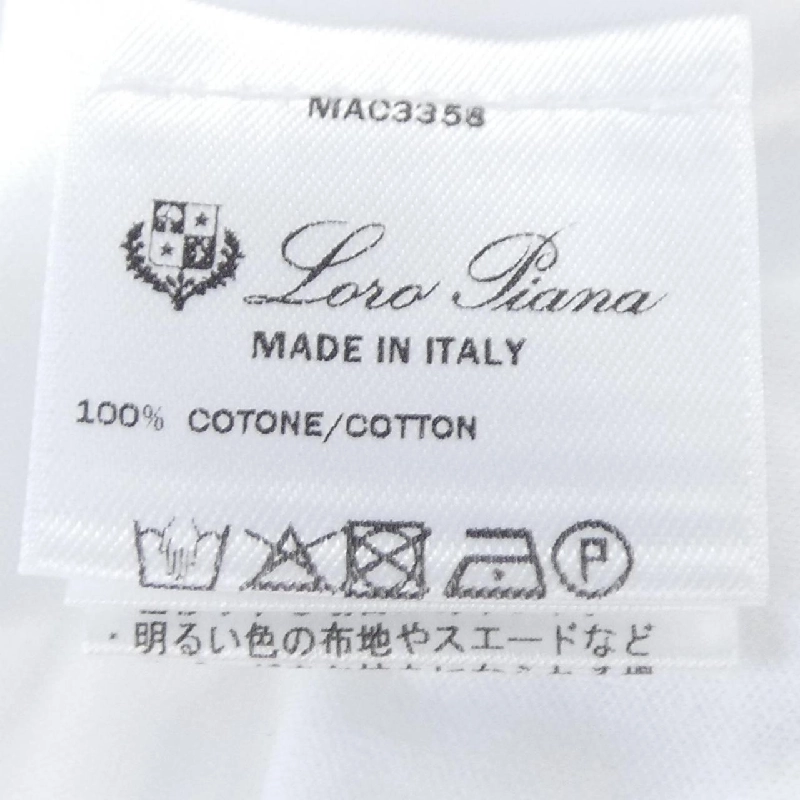 MAC3358
Loro Piana
MADE IN ITALY
100% COTONE/COTTON
P
・明るい色の布地やスエードなど